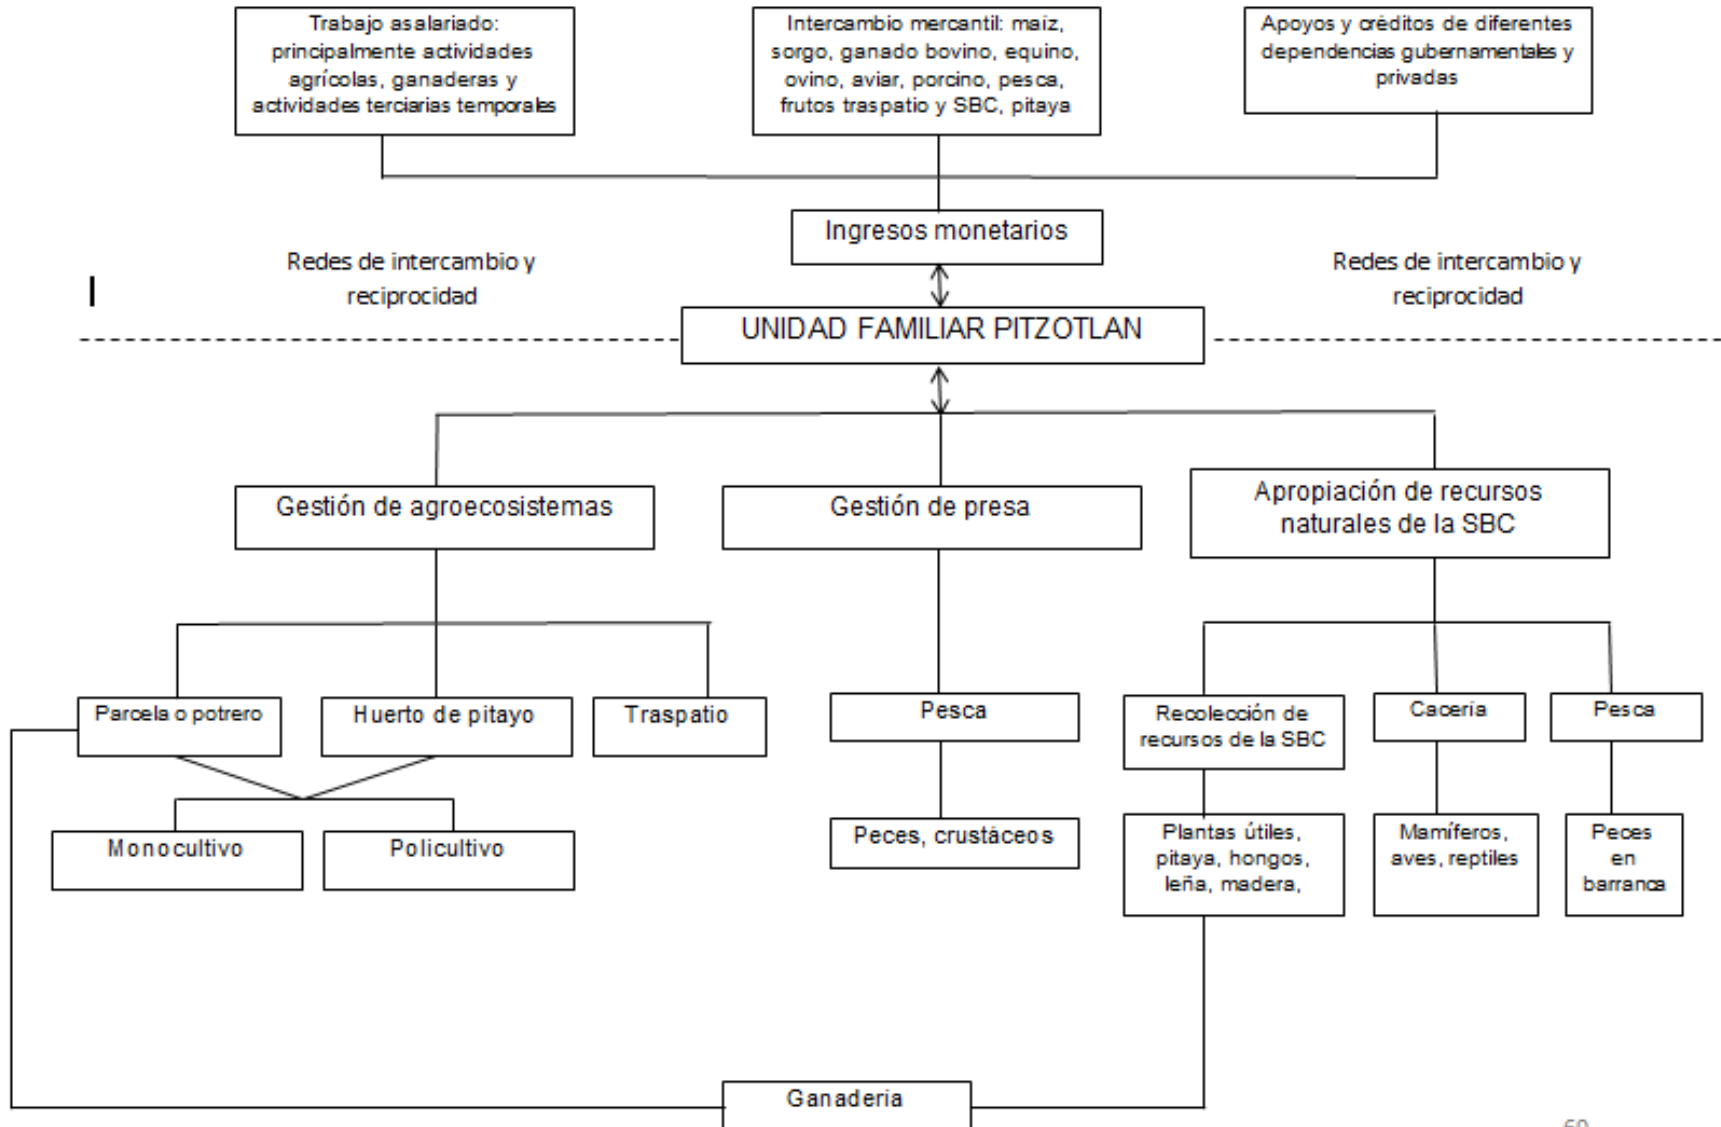 Trabajo asalariado:
principalmente actividades
agrícolas, ganaderas y
actividades terciarias temporales
Intercambio mercantil: maíz,
sorgo, ganado bovino, equino,
ovino, aviar, porcino, pesca,
frutos traspatio y SBC, pitaya
Apoyos y créditos de diferentes
dependencias gubernamentales y
privadas
Ingresos monetarios
Redes de intercambio y
reciprocidad
Redes de intercambio y
reciprocidad
UNIDAD FAMILIAR PITZOTLAN
Gestión de agroecosistemas
Gestión de presa
Apropiación de recursos
naturales de la SBC
Parcela o potrero
Huerto de pitayo
Traspatio
Pesca
Recolección de
recursos de la SBC
Caceria
Pesca
Monocultivo
Policultivo
Peces, crustáceos
Plantas útiles,
pitaya, hongos,
leña, madera,
Mamíferos,
aves, reptiles
Peces
en
barranca
Ganaderia